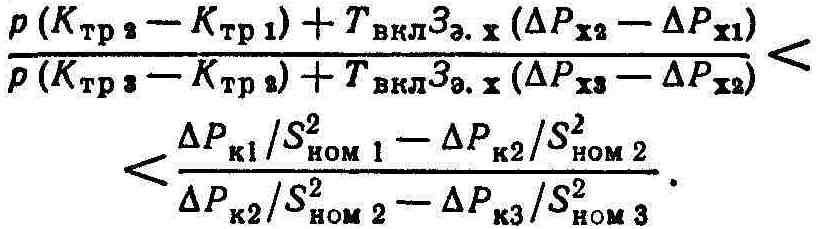 p (K_тр 2 — K_тр 1) + T_вкл З_э. х (ΔP_х2 — ΔP_х1)
p (K_тр 3 — K_тр 2) + T_вкл З_э. х (ΔP_х3 — ΔP_х2) <
< ΔP_к1/S²_ном 1 — ΔP_к2/S²_ном 2
ΔP_к2/S²_ном 2 — ΔP_к3/S²_ном 3 .